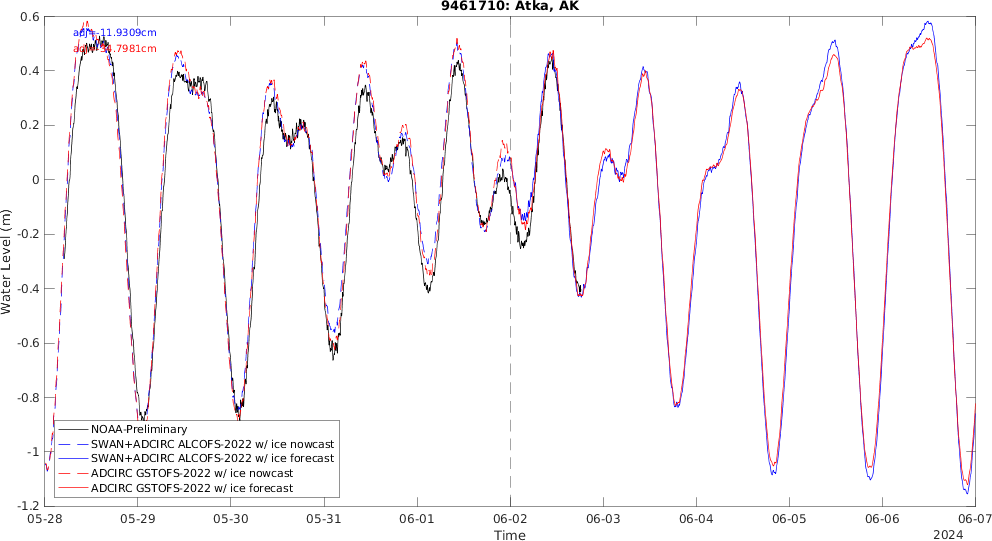 9461710: Atka, AK
adj=-11.9309cm
Water Level (m)
0.6
0.4
0.2
0
-0.2
-0.4
-0.6
-0.8
-1
-1.2
NOAA-Preliminary
SWAN+ADCIRC ALCOFS-2022 w/ ice nowcast
SWAN+ADCIRC ALCOFS-2022 w/ ice forecast
ADCIRC GSTOFS-2022 w/ ice nowcast
ADCIRC GSTOFS-2022 w/ ice forecast
05-28 05-29 05-30 05-31 06-01 06-02 06-03 06-04 06-05 06-06 06-07
Time
2024